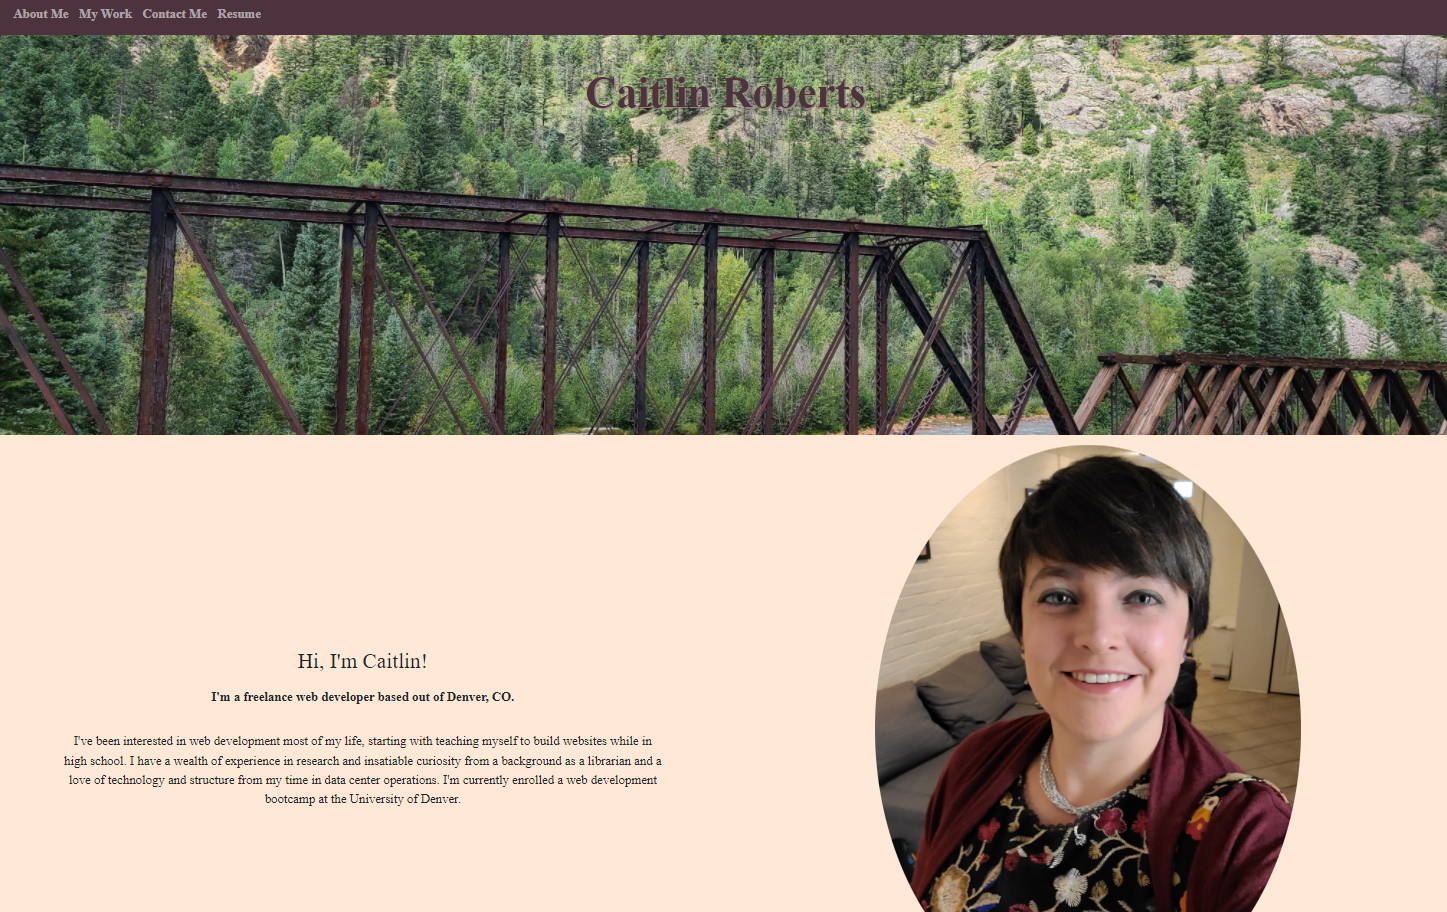 About Me My Work Contact Me Resume
Caitlin Roberts
Hi, I'm Caitlin!
I'm a freelance web developer based out of Denver, CO.
I've been interested in web development most of my life, starting with teaching myself to build websites while in
high school. I have a wealth of experience in research and insatiable curiosity from a background as a librarian and a
love of technology and structure from my time in data center operations. I'm currently enrolled a web development
bootcamp at the University of Denver.